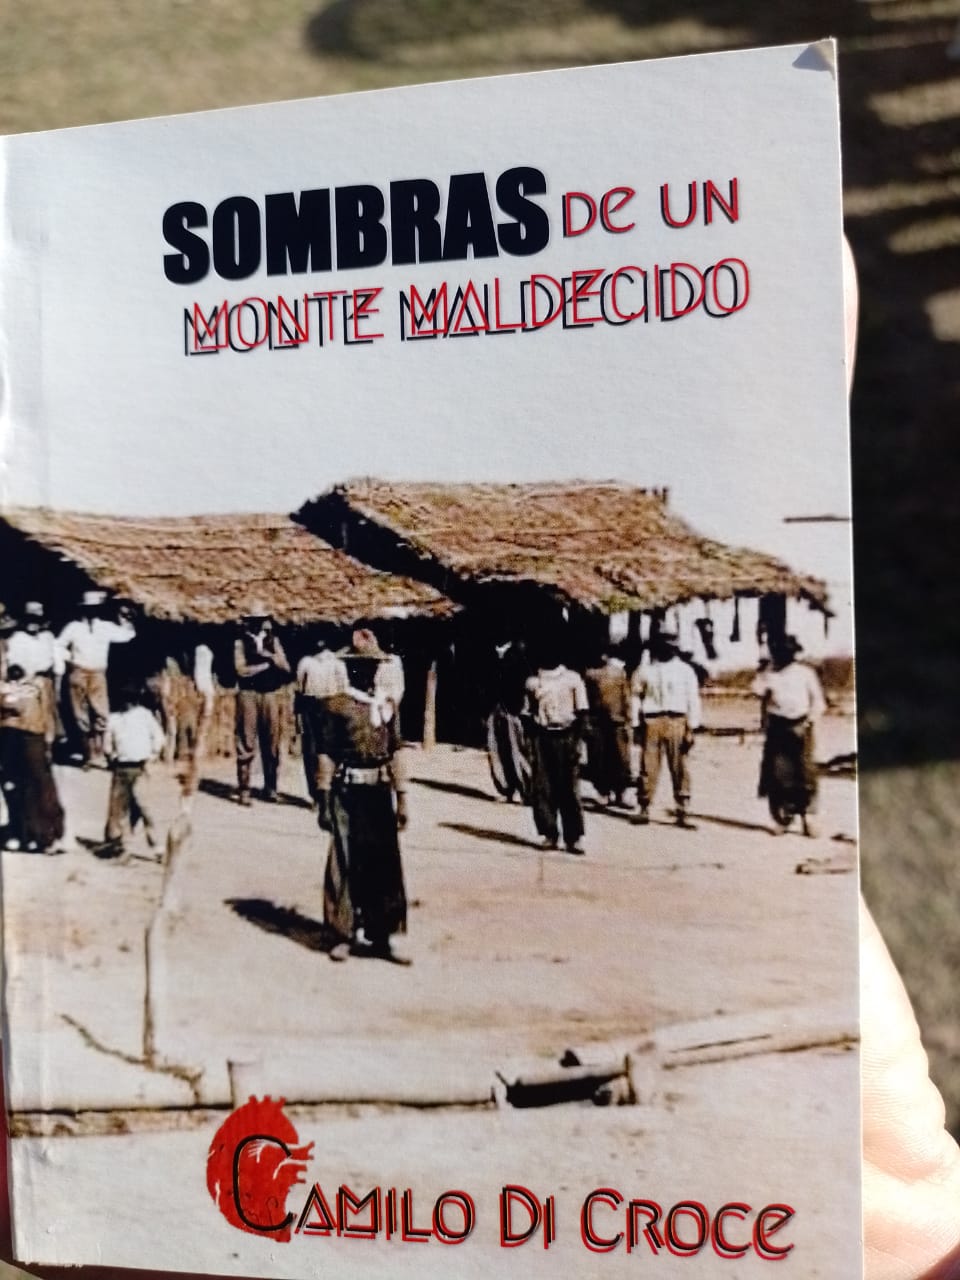 SOMBRAS DE UN
MONTE MALDECIDO
CAMILO DI CROCE